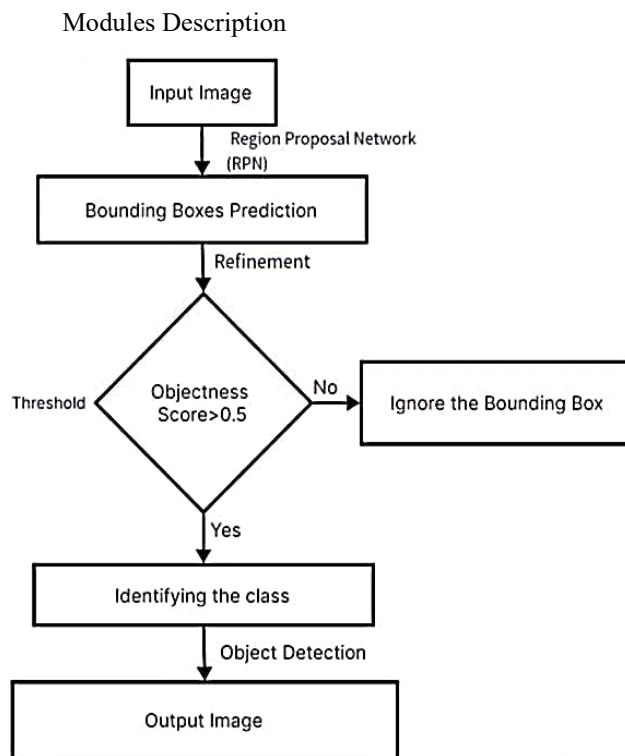 Modules Description
Input Image
Region Proposal Network
(RPN)
Bounding Boxes Prediction
Refinement
Threshold
Objectness
Score>0.5
No
Ignore the Bounding Box
Yes
Identifying the class
Object Detection
Output Image